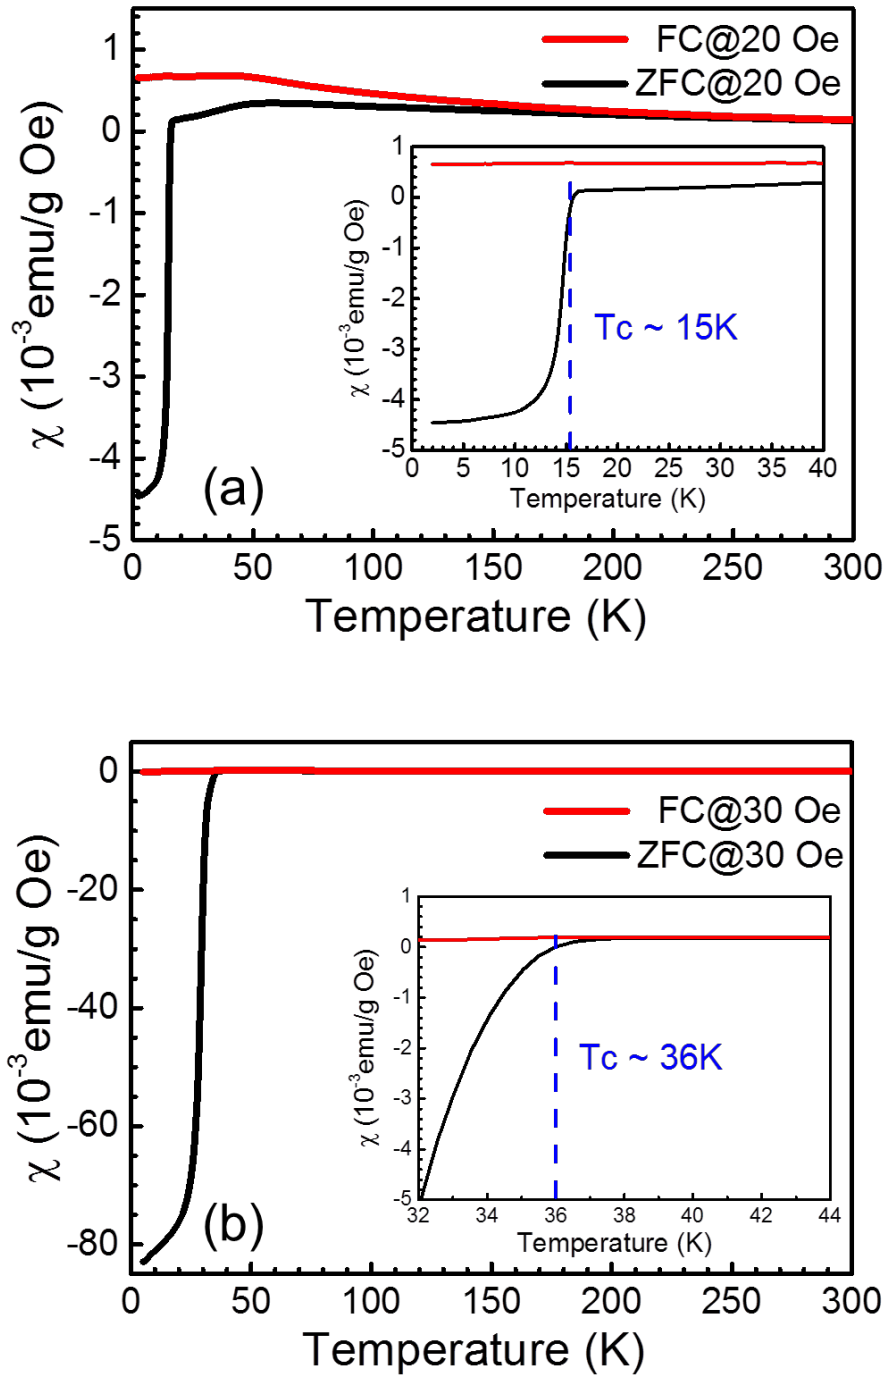 FC@20 Oe
ZFC@20 Oe
1
0
-1
-2
-3
-4
-5
χ (10⁻³emu/g Oe)
0 50 100 150 200 250 300
Temperature (K)
(a)
1
0
-1
-2
-3
-4
-5
χ (10⁻³emu/g Oe)
Tc ~ 15K
0 5 10 15 20 25 30 35 40
Temperature (K)
FC@30 Oe
ZFC@30 Oe
0
-20
-40
-60
-80
χ (10⁻³emu/g Oe)
0 50 100 150 200 250 300
Temperature (K)
(b)
1
0
-1
-2
-3
-4
-5
χ (10⁻³emu/g Oe)
Tc ~ 36K
32 34 36 38 40 42 44
Temperature (K)